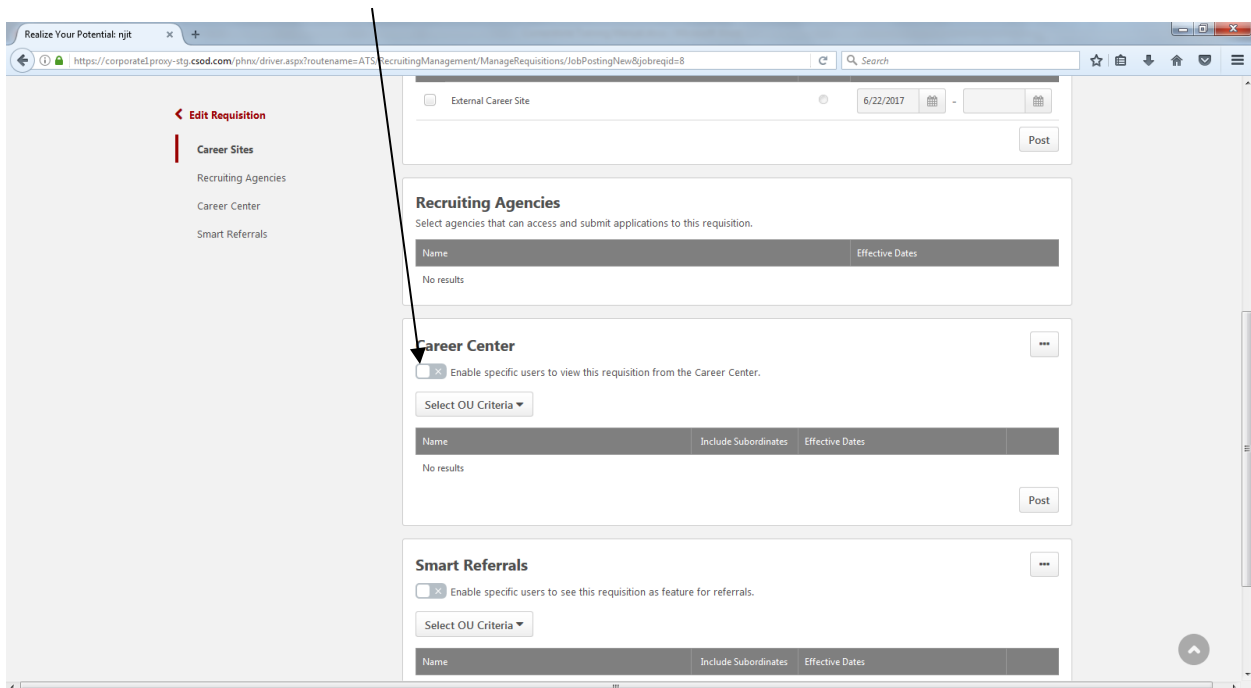 Realize Your Potential: njit
https://corporate1proxy-stg.csod.com/phnx/driver.aspx?routename=ATS/RecruitingManagement/ManageRequisitions/JobPostingNew&jobreqid=8
Search
Edit Requisition
Career Sites
Recruiting Agencies
Career Center
Smart Referrals
External Career Site
6/22/2017
-
Post
Recruiting Agencies
Select agencies that can access and submit applications to this requisition.
Name Effective Dates
No results
Career Center
Enable specific users to view this requisition from the Career Center.
Select OU Criteria
Name Include Subordinates Effective Dates
No results
Post
Smart Referrals
Enable specific users to see this requisition as feature for referrals.
Select OU Criteria
Name Include Subordinates Effective Dates